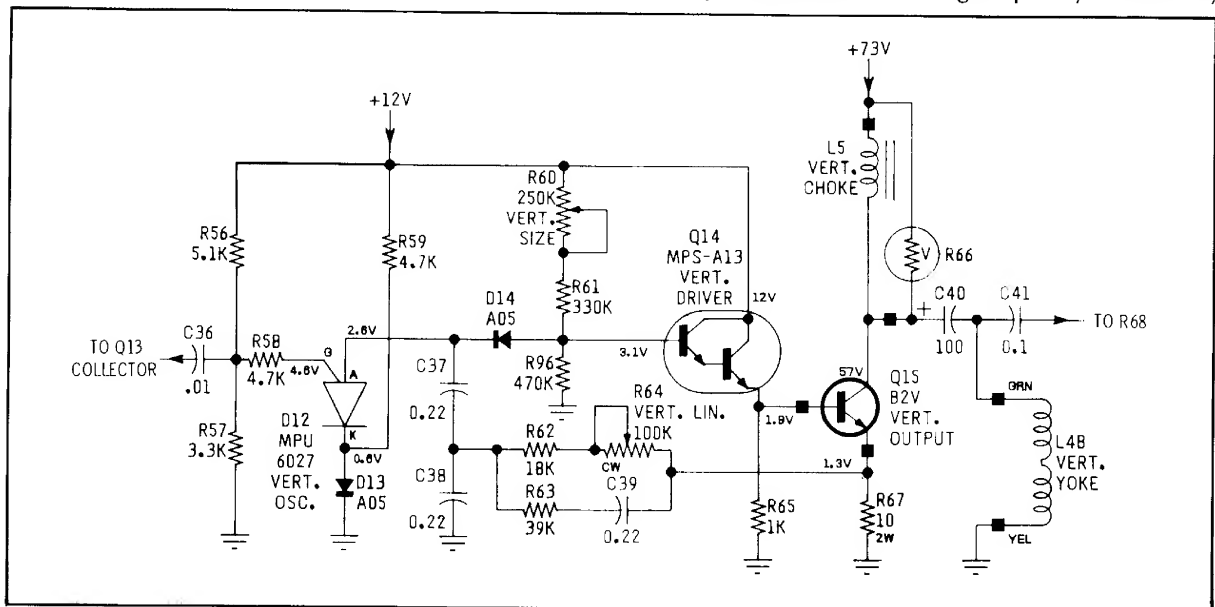 +73V
+12V
L5
VERT.
CHOKE
R60
250K
VERT.
SIZE
Q14
MPS-A13
VERT.
DRIVER
V R66
R56
5.1K
R59
4.7K
R61
330K
12V
C40
C41
D14
A05
+
TO R68
C36
2.6V
TO Q13
COLLECTOR
R58
4.6V
G
A
3.1V
100
0.1
.01
4.7K
C37
R96
470K
57V
Q15
B2V
VERT.
OUTPUT
GRN
R64
VERT. LIN.
100K
D12
MPU
6027
VERT.
OSC.
0.22
1.9V
R57
3.3K
K
0.6V
R62
18K
CW
L4B
VERT.
YOKE
1.3V
C38
C39
D13
A05
R63
39K
R65
1K
R67
10
2W
0.22
0.22
YEL